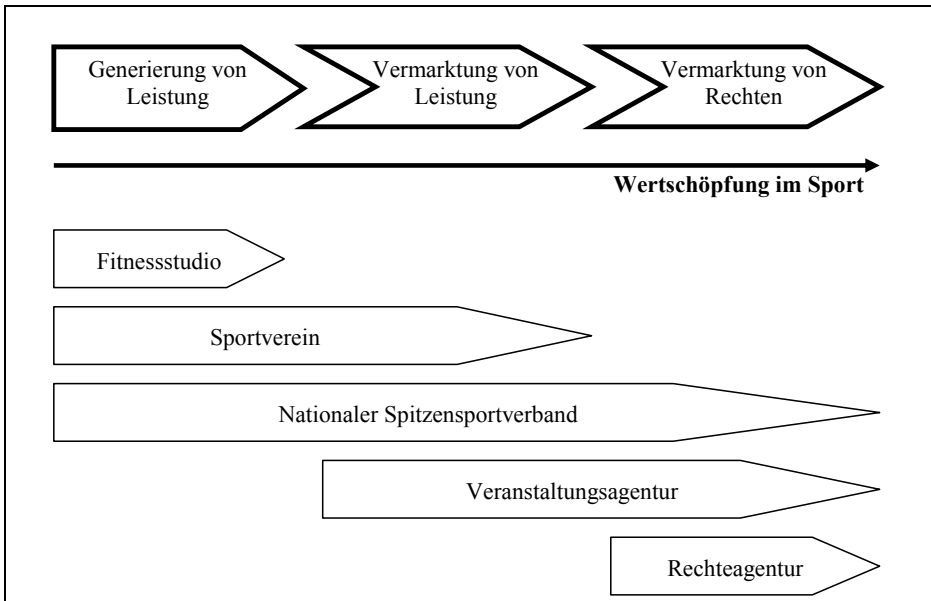 Generierung von
Leistung
Vermarktung von
Leistung
Vermarktung von
Rechten
Wertschöpfung im Sport
Fitnessstudio
Sportverein
Nationaler Spitzensportverband
Veranstaltungsagentur
Rechteagentur